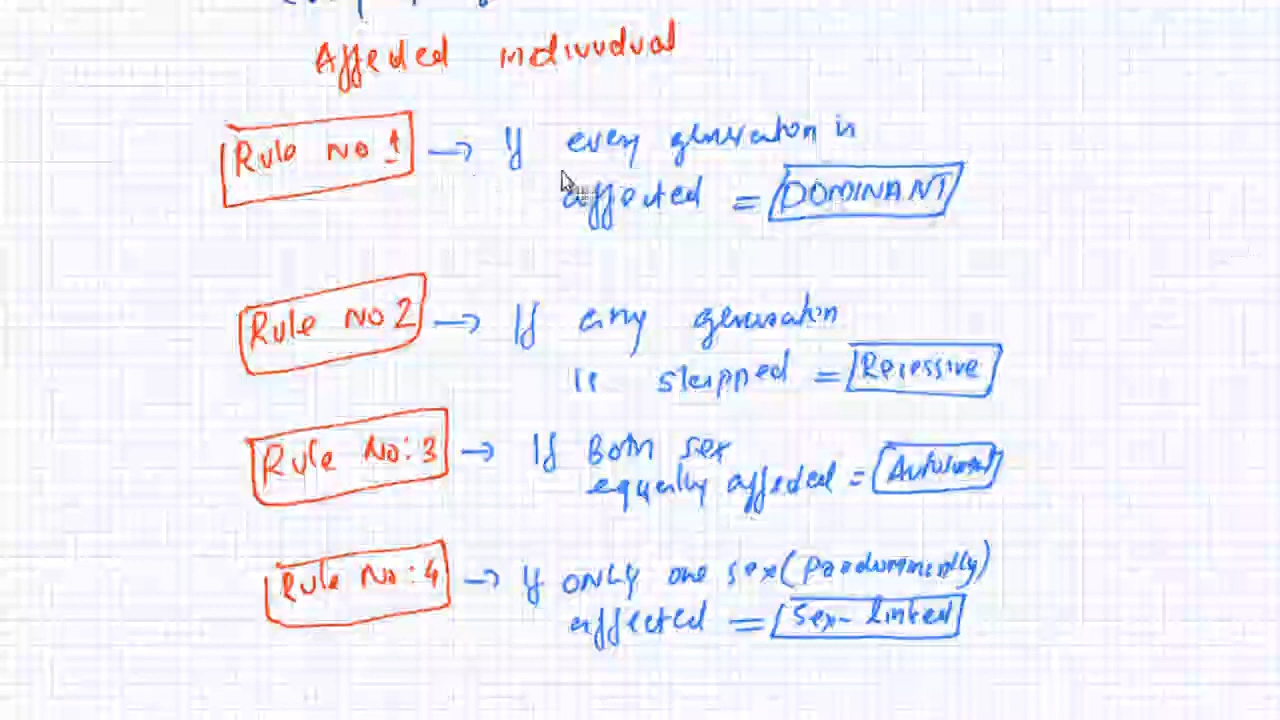 Affected individual
Rule No 1 → If every generation is
affected = DOMINANT
Rule No 2 → If any generation
is skipped = Recessive
Rule No: 3 → If Both sex
equally affected = Autosomal
Rule No: 4 → If ONLY one sex (Predominently)
affected = Sex-linked